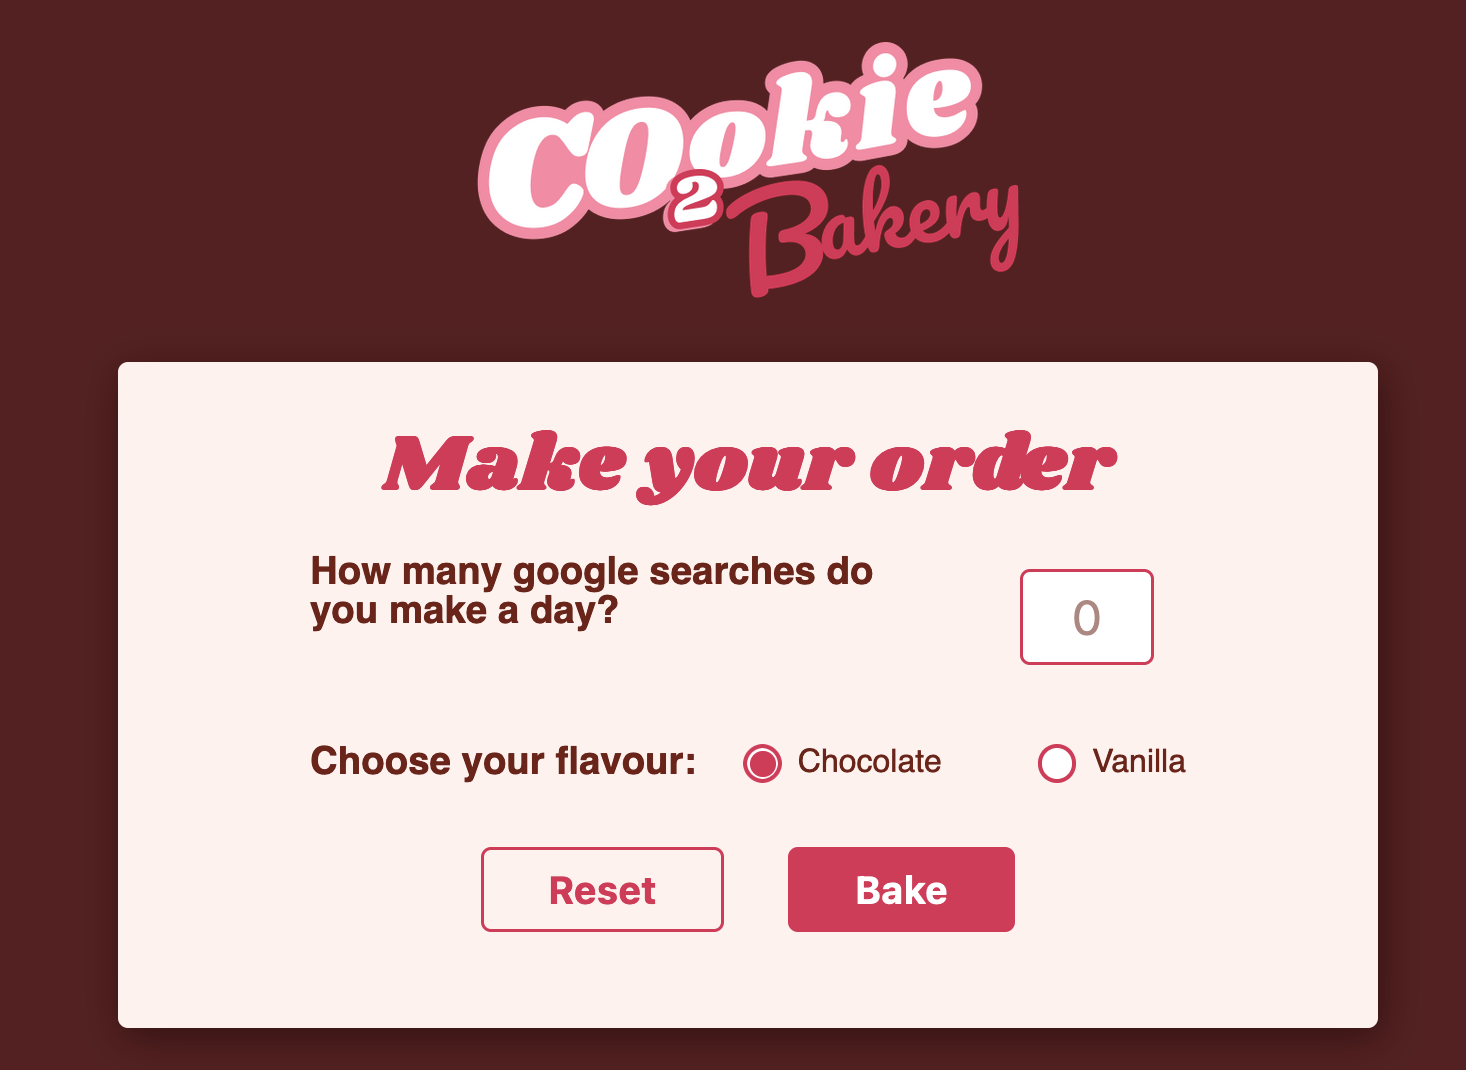 COokie
2
Bakery
Make your order
How many google searches do
you make a day?
0
Choose your flavour:
Chocolate
Vanilla
Reset
Bake